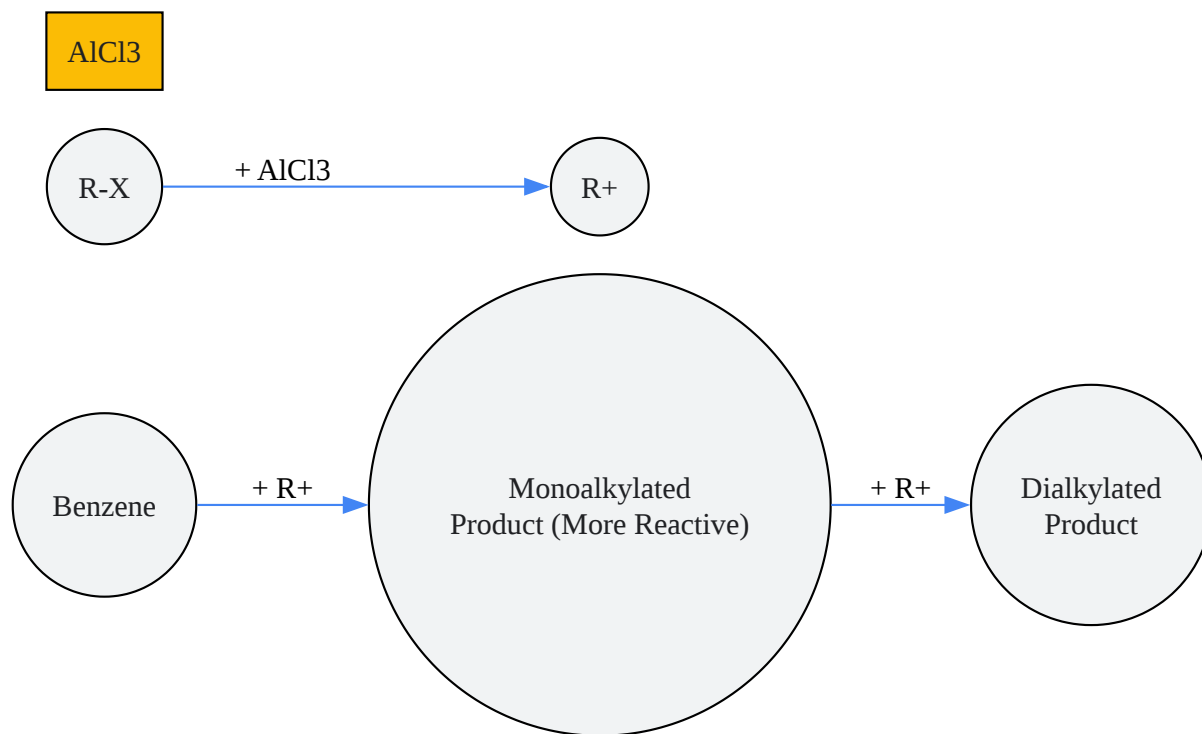 AlCl3
R-X
+ AlCl3
R+
Benzene
+ R+
Monoalkylated
Product (More Reactive)
+ R+
Dialkylated
Product